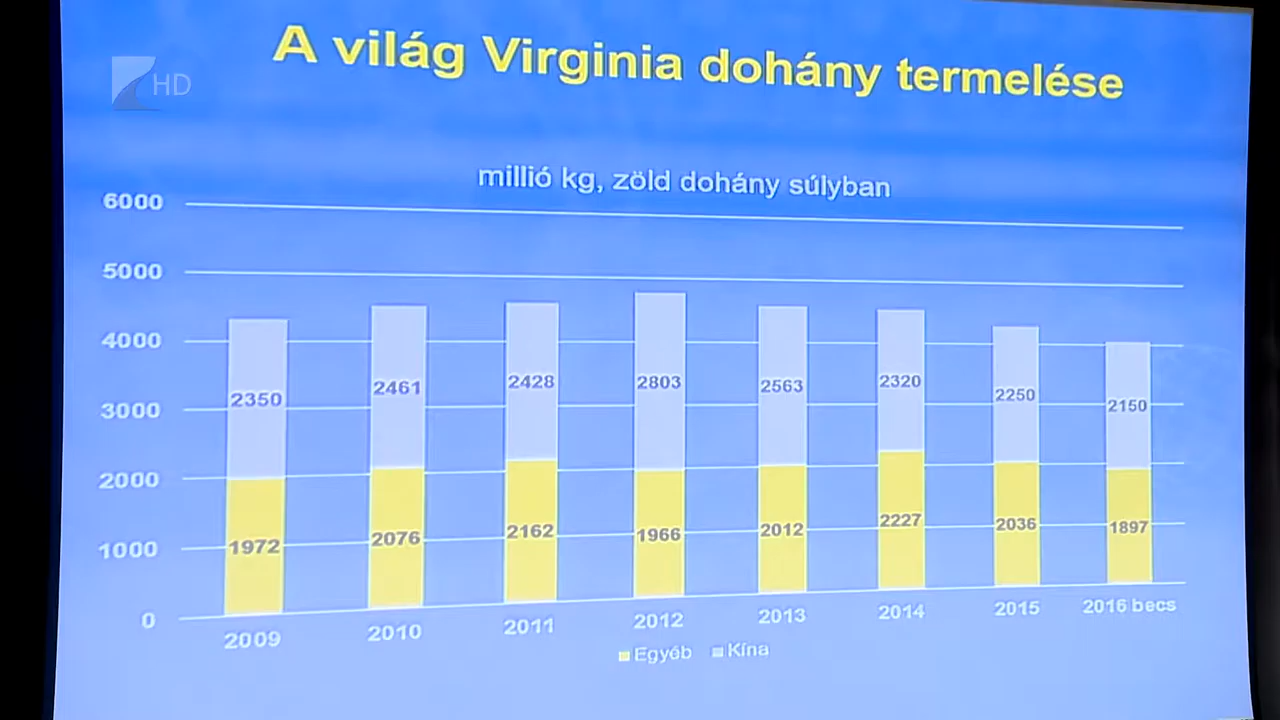 A világ Virginia dohány termelése
HD
millió kg, zöld dohány súlyban
6000
5000
4000
3000
2000
1000
0
2350 2461 2428 2803 2563 2320 2250 2150
1972 2076 2162 1966 2012 2227 2036 1897
2009 2010 2011 2012 2013 2014 2015 2016 becs
Egyéb Kína